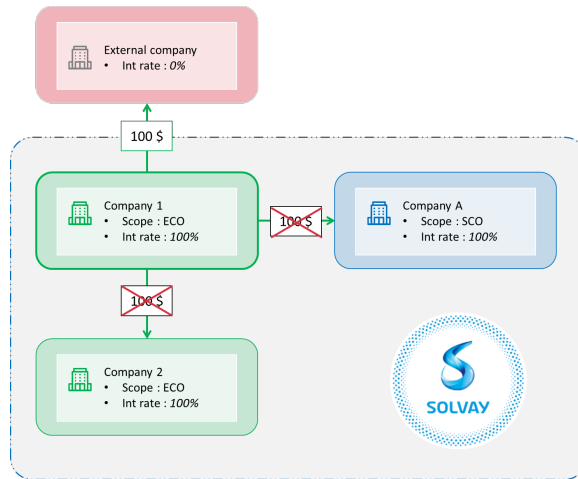 External company
• Int rate : 0%
100 $
Company 1
• Scope : ECO
• Int rate : 100%
100 $
Company A
• Scope : SCO
• Int rate : 100%
100 $
Company 2
• Scope : ECO
• Int rate : 100%
SOLVAY